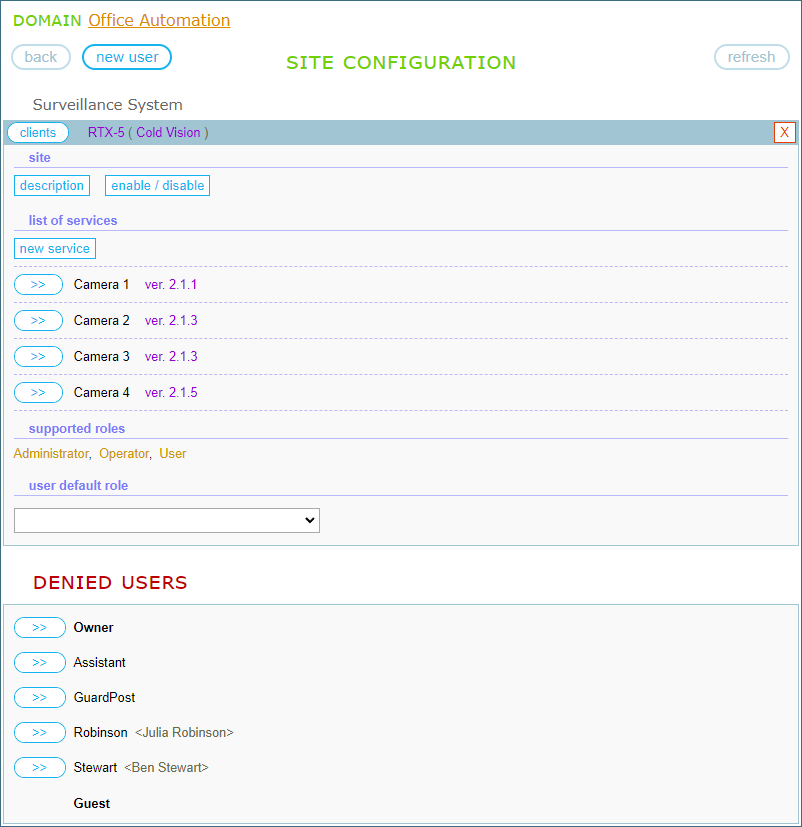 DOMAIN Office Automation
back new user SITE CONFIGURATION refresh
Surveillance System
clients RTX-5 ( Cold Vision ) X
site
description enable / disable
list of services
new service
>> Camera 1 ver. 2.1.1
>> Camera 2 ver. 2.1.3
>> Camera 3 ver. 2.1.3
>> Camera 4 ver. 2.1.5
supported roles
Administrator, Operator, User
user default role
DENIED USERS
>> Owner
>> Assistant
>> GuardPost
>> Robinson <Julia Robinson>
>> Stewart <Ben Stewart>
Guest